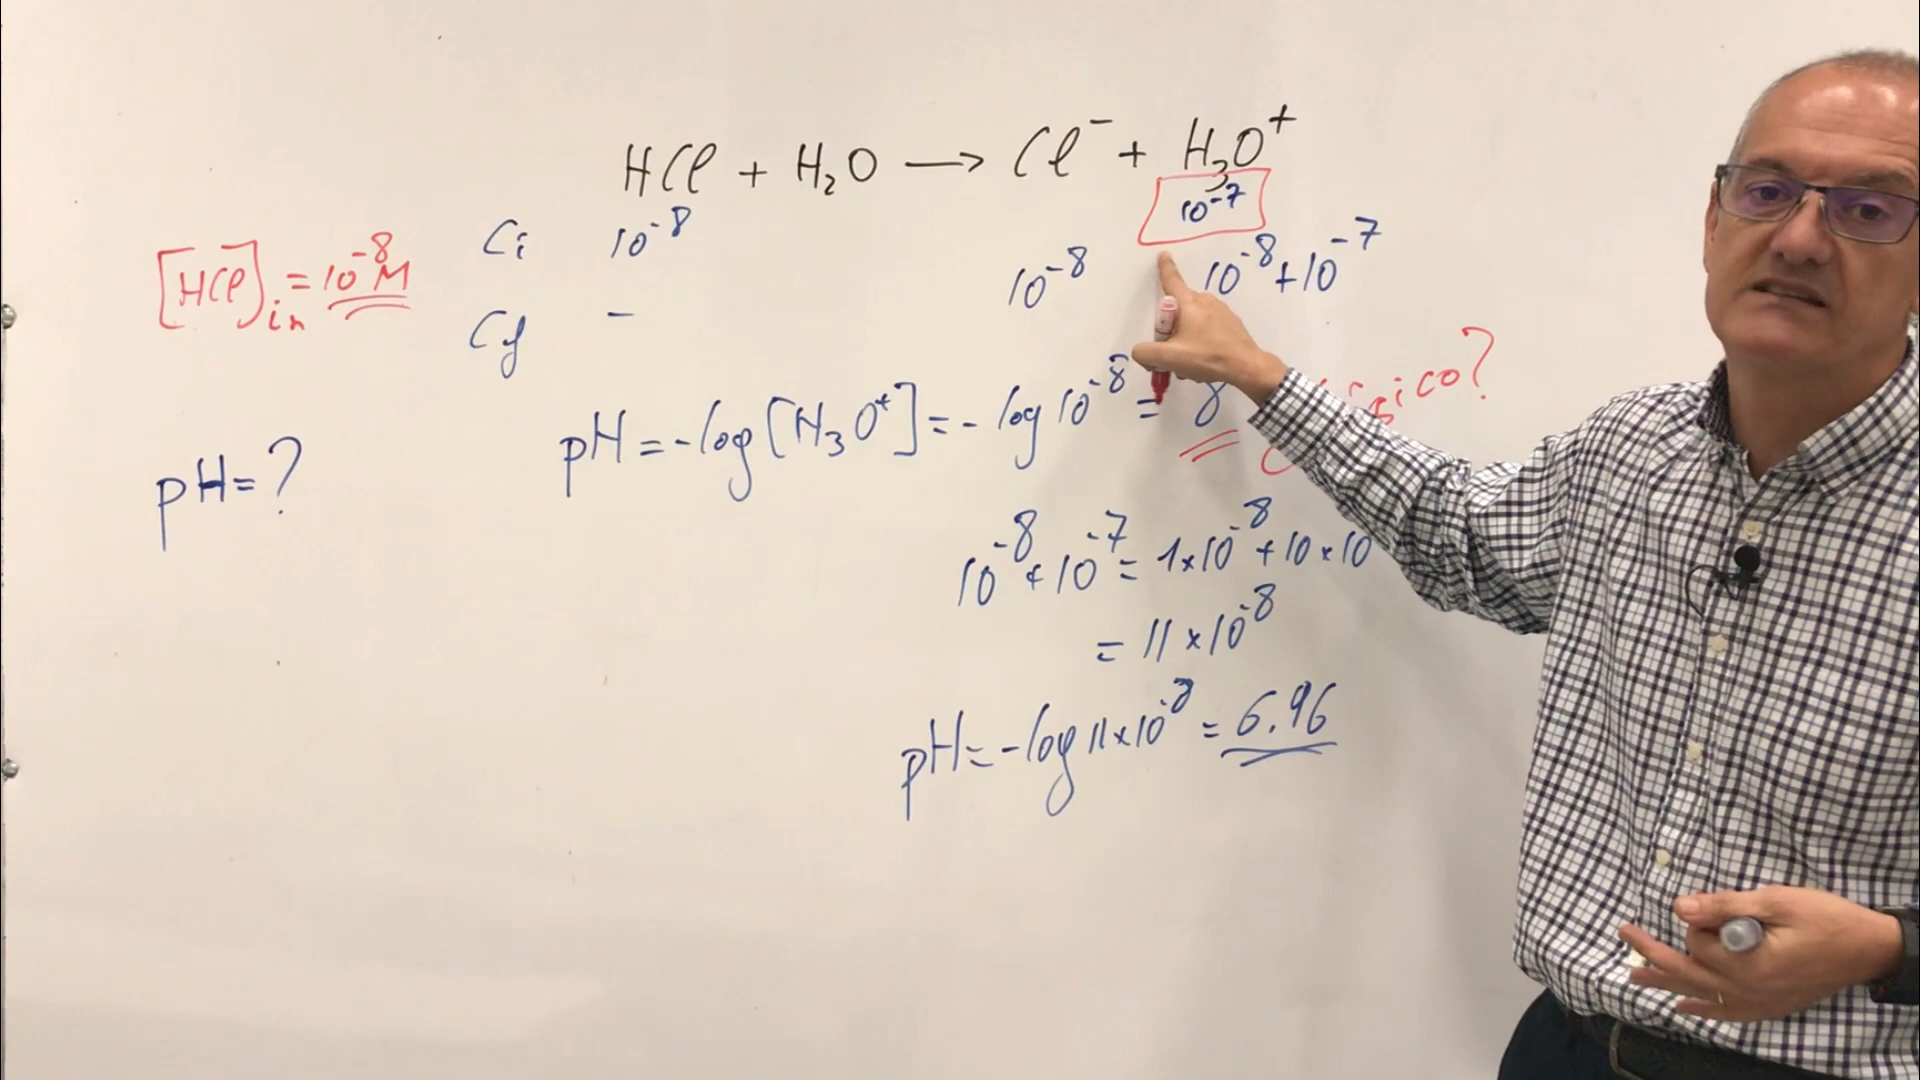 HCl + H₂O → Cl⁻ + H₃O⁺
10⁻⁷
[HCl]in = 10⁻⁸M
Ci 10⁻⁸
10⁻⁸ 10⁻⁸+10⁻⁷
Cf –
pH = -log[H₃O⁺] = -log 10⁻⁸ = 8
pH=?
10⁻⁸+10⁻⁷ = 1×10⁻⁸+10×10
= 11×10⁻⁸
pH= -log 11×10⁻⁸ = 6.96